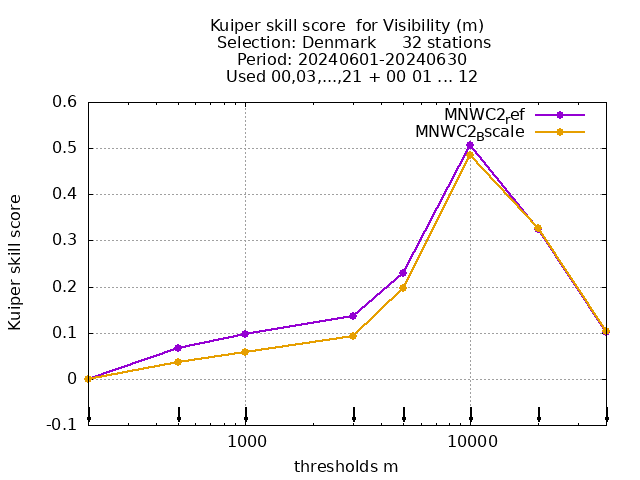 Kuiper skill score  for Visibility (m)
Selection: Denmark     32 stations
Period: 20240601-20240630
Used 00,03,...,21 + 00 01 ... 12
MNWC2ref
MNWC2Bscale
Kuiper skill score
0.6
0.5
0.4
0.3
0.2
0.1
0
-0.1
1000
10000
thresholds m